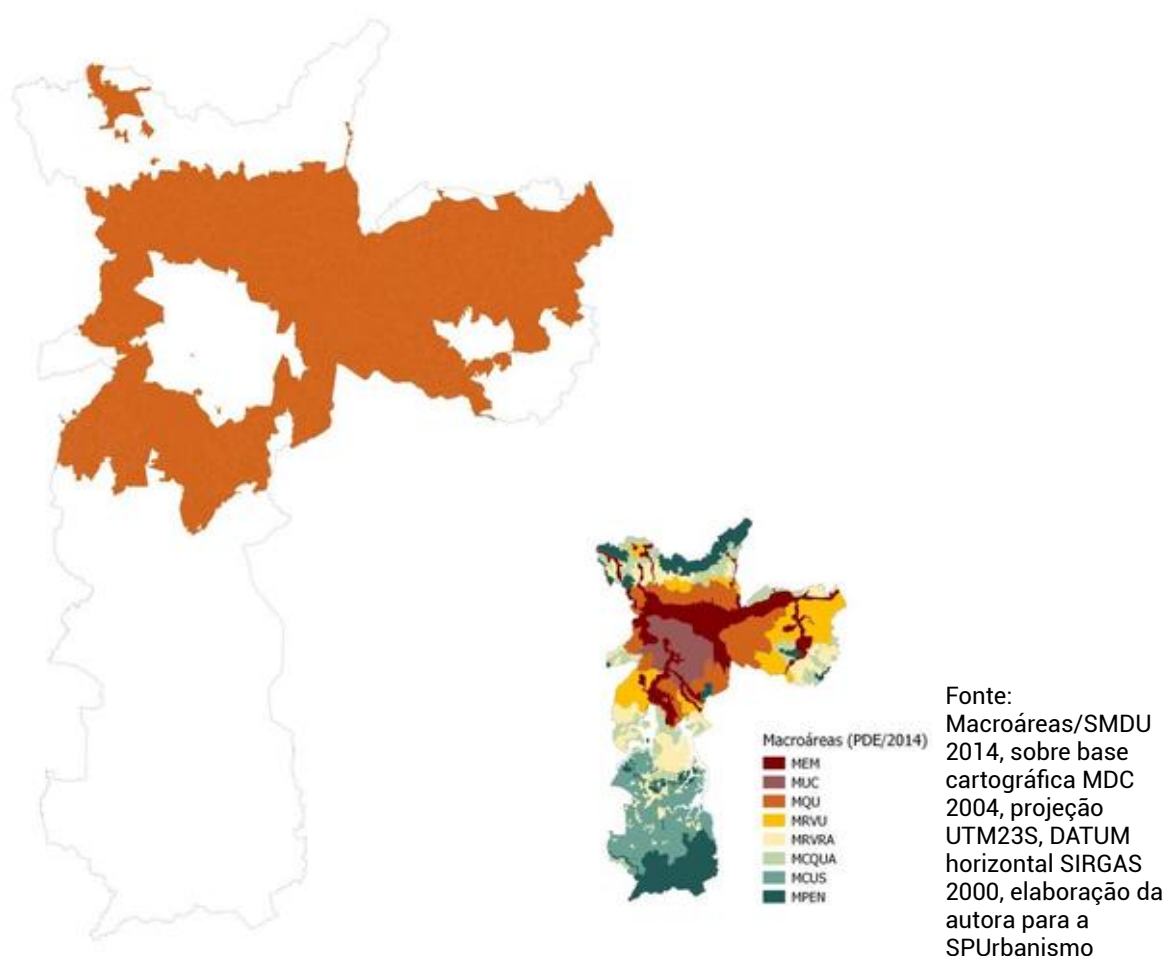 Macroáreas (PDE/2014)
MEM
MUC
MQU
MRVU
MRVRA
MCQUA
MCUS
MPEN
Fonte:
Macroáreas/SMDU
2014, sobre base
cartográfica MDC
2004, projeção
UTM23S, DATUM
horizontal SIRGAS
2000, elaboração da
autora para a
SPUrbanismo